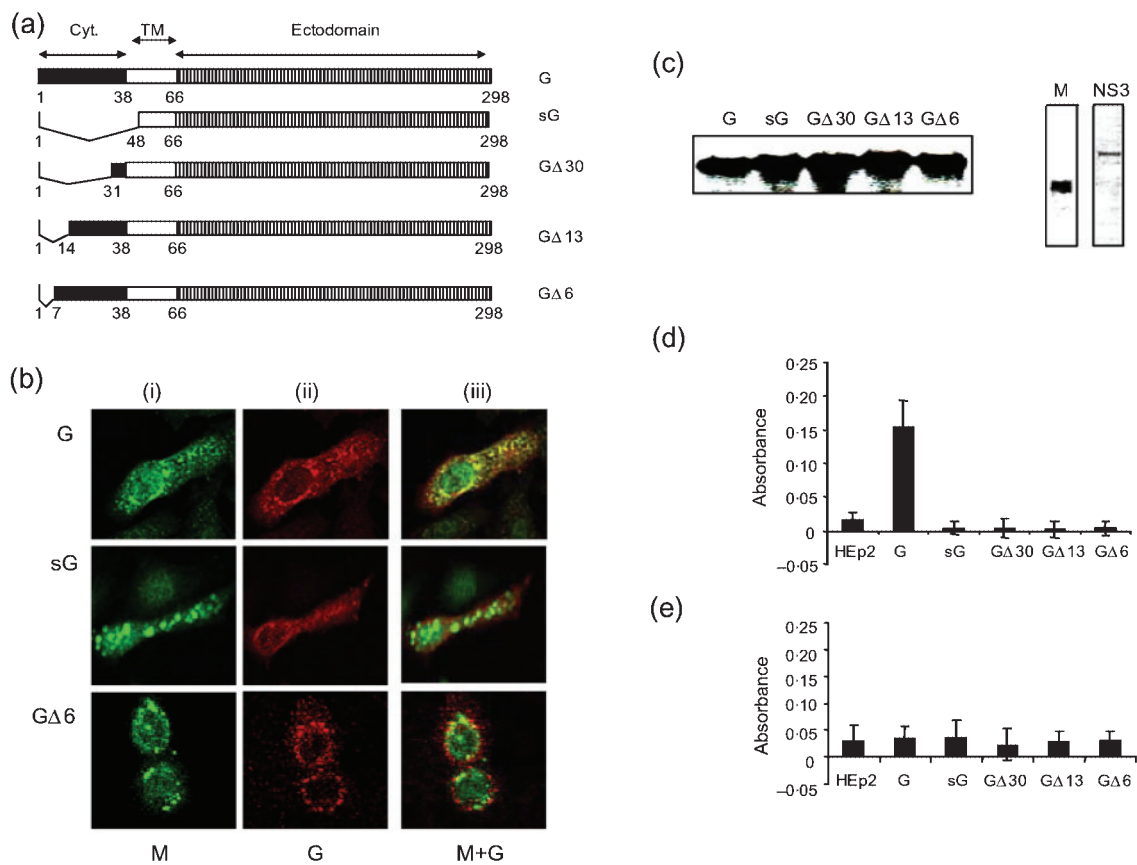 (a)
Cyt. TM Ectodomain
G
1 38 66 298
sG
1 48 66 298
GΔ30
1 31 66 298
GΔ13
1 14 38 66 298
GΔ6
1 7 38 66 298
(b)
(i) (ii) (iii)
G
sG
GΔ6
M G M+G
(c)
G sG GΔ30 GΔ13 GΔ6
M NS3
(d)
Absorbance
0·25
0·20
0·15
0·10
0·05
0
–0·05
HEp2 G sG GΔ30 GΔ13 GΔ6
(e)
Absorbance
0·25
0·20
0·15
0·10
0·05
0
–0·05
HEp2 G sG GΔ30 GΔ13 GΔ6